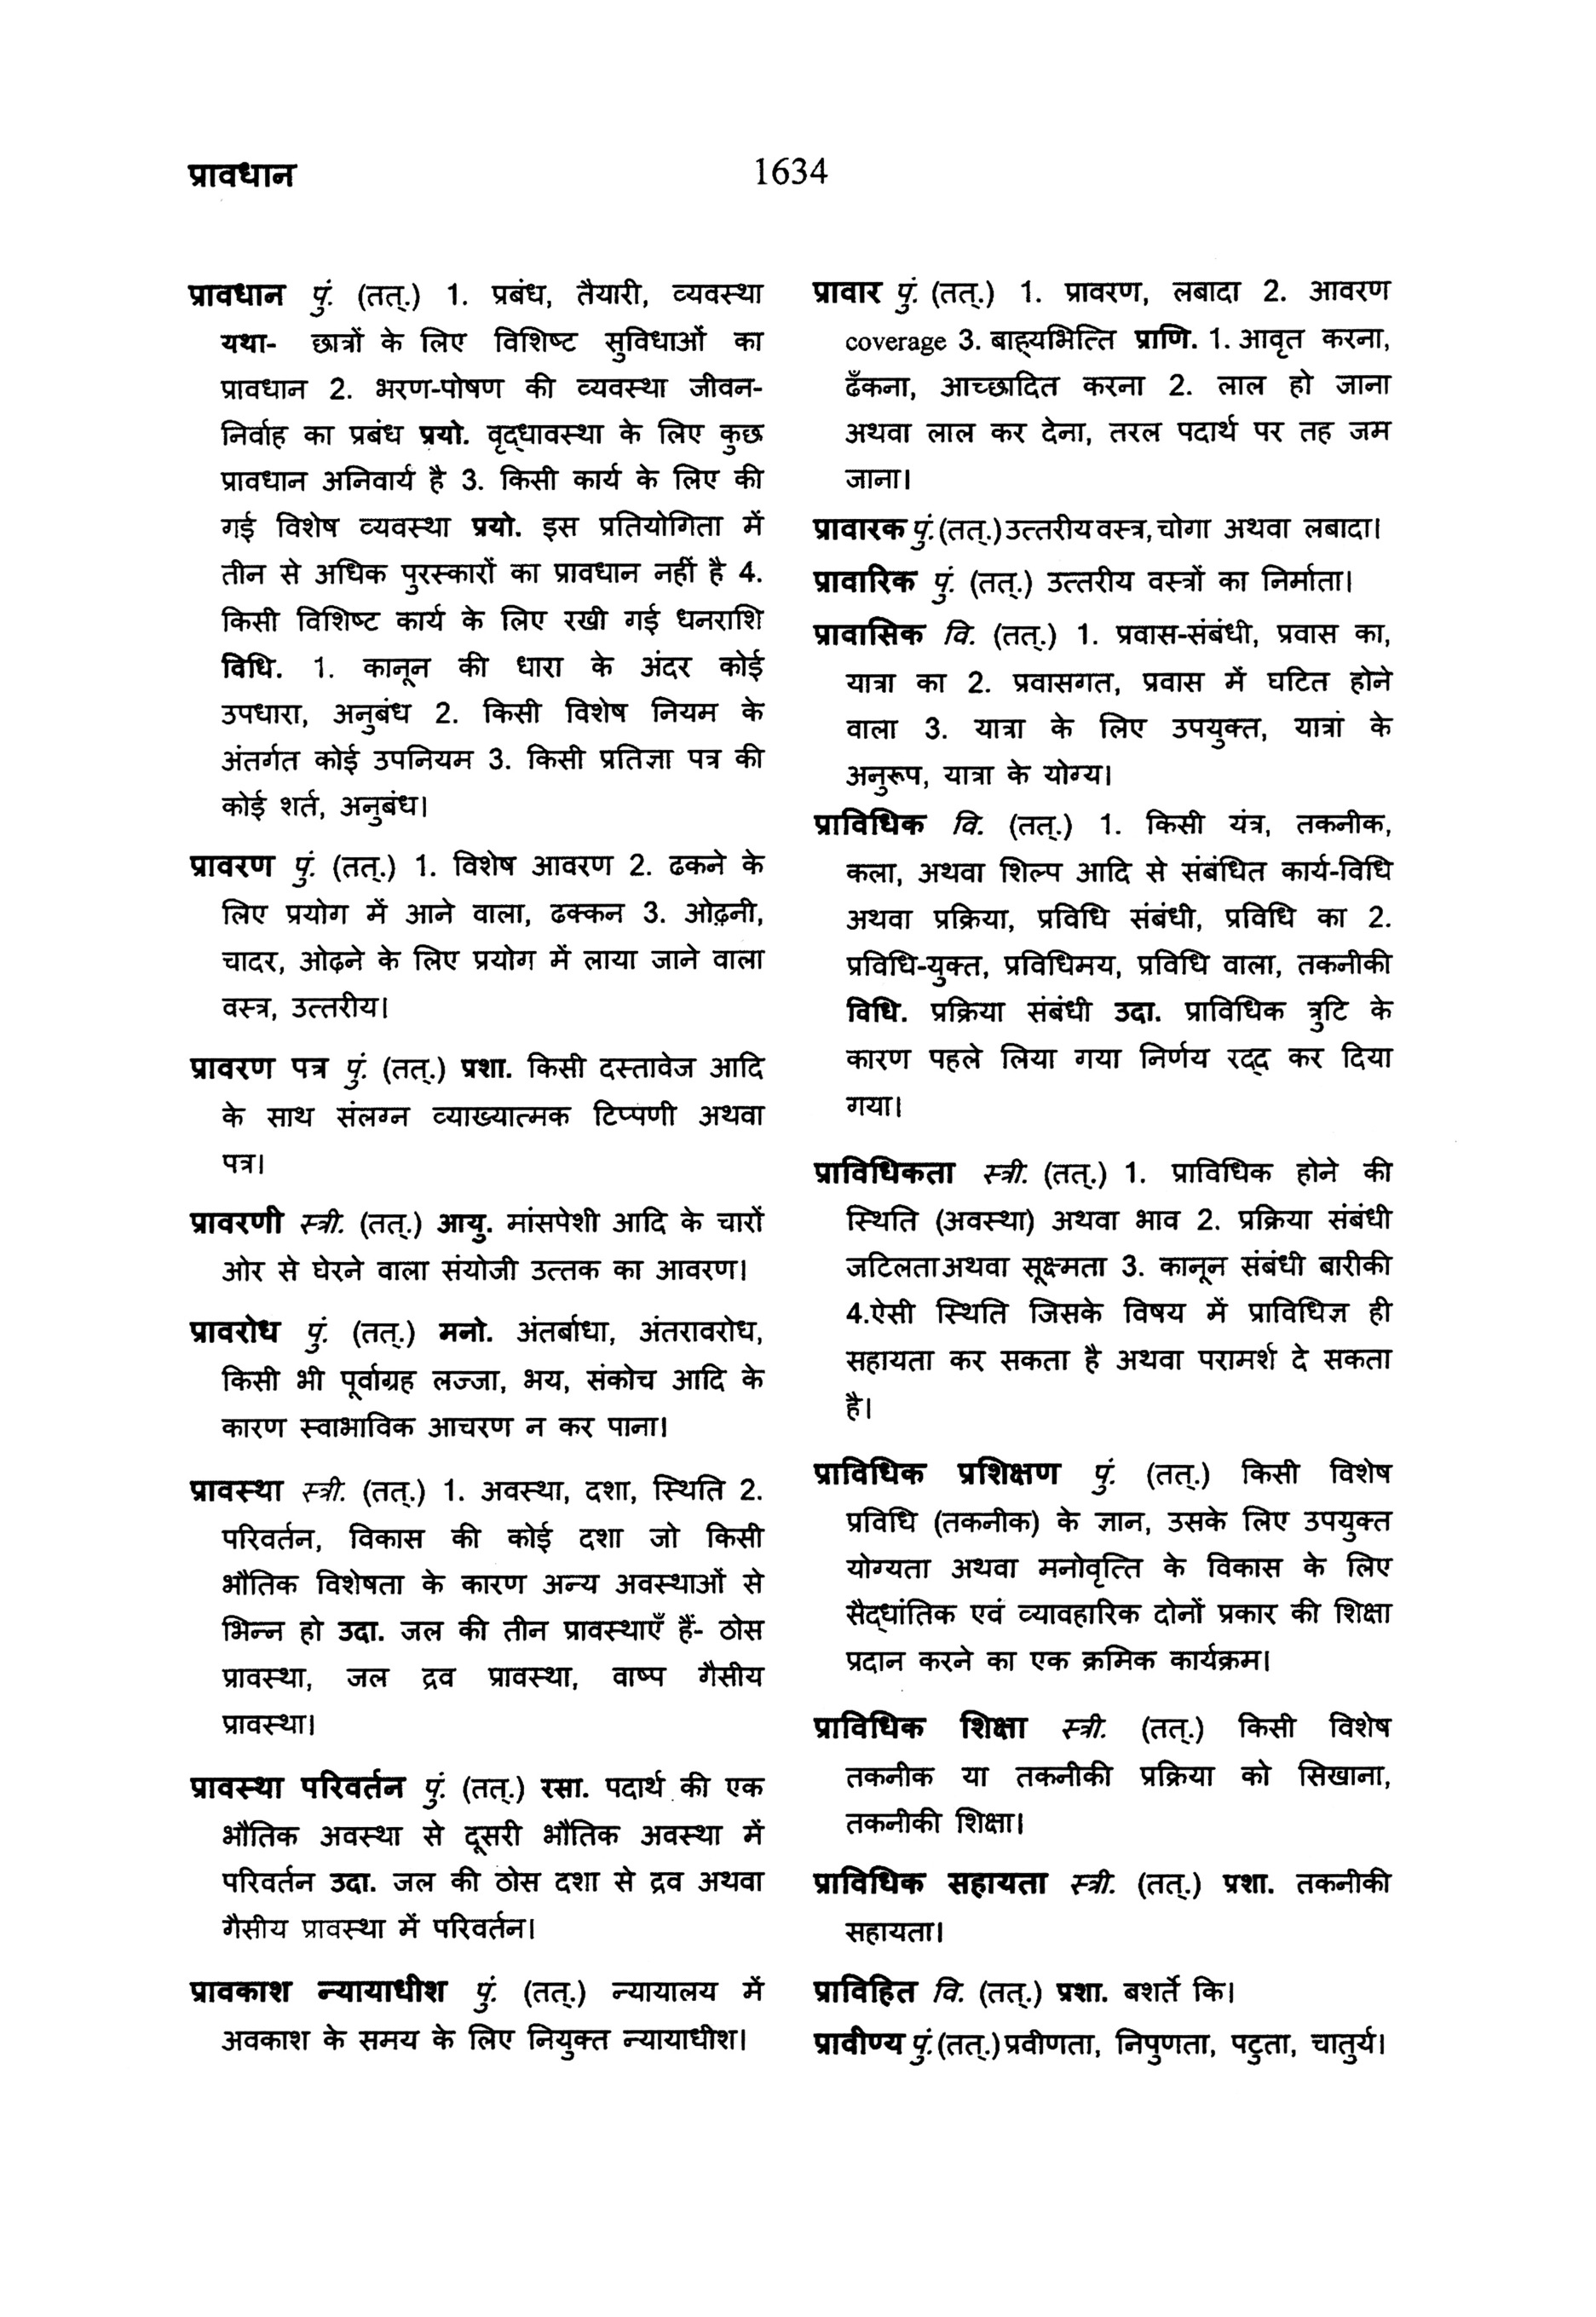 प्रावधान
1634
प्रावधान पुं. (तत्.) 1. प्रबंध, तैयारी, व्यवस्था
यथा- छात्रों के लिए विशिष्ट सुविधाओं का
प्रावधान 2. भरण-पोषण की व्यवस्था जीवन-
निर्वाह का प्रबंध प्रयो. वृद्धावस्था के लिए कुछ
प्रावधान अनिवार्य है 3. किसी कार्य के लिए की
गई विशेष व्यवस्था प्रयो. इस प्रतियोगिता में
तीन से अधिक पुरस्कारों का प्रावधान नहीं है 4.
किसी विशिष्ट कार्य के लिए रखी गई धनराशि
विधि. 1. कानून की धारा के अंदर कोई
उपधारा, अनुबंध 2. किसी विशेष नियम के
अंतर्गत कोई उपनियम 3. किसी प्रतिज्ञा पत्र की
कोई शर्त, अनुबंध।
प्रावरण पुं. (तत्.) 1. विशेष आवरण 2. ढकने के
लिए प्रयोग में आने वाला, ढक्कन 3. ओढ़नी,
चादर, ओढ़ने के लिए प्रयोग में लाया जाने वाला
वस्त्र, उत्तरीय।
प्रावरण पत्र पुं. (तत्.) प्रशा. किसी दस्तावेज आदि
के साथ संलग्न व्याख्यात्मक टिप्पणी अथवा
पत्र।
प्रावरणी स्त्री. (तत्.) आयु. मांसपेशी आदि के चारों
ओर से घेरने वाला संयोजी उत्तक का आवरण।
प्रावरोध पुं. (तत्.) मनो. अंतर्बाधा, अंतरावरोध,
किसी भी पूर्वाग्रह लज्जा, भय, संकोच आदि के
कारण स्वाभाविक आचरण न कर पाना।
प्रावस्था स्त्री. (तत्.) 1. अवस्था, दशा, स्थिति 2.
परिवर्तन, विकास की कोई दशा जो किसी
भौतिक विशेषता के कारण अन्य अवस्थाओं से
भिन्न हो उदा. जल की तीन प्रावस्थाएँ हैं- ठोस
प्रावस्था, जल द्रव प्रावस्था, वाष्प गैसीय
प्रावस्था।
प्रावस्था परिवर्तन पुं. (तत्.) रसा. पदार्थ की एक
भौतिक अवस्था से दूसरी भौतिक अवस्था में
परिवर्तन उदा. जल की ठोस दशा से द्रव अथवा
गैसीय प्रावस्था में परिवर्तन।
प्रावकाश न्यायाधीश पुं. (तत्.) न्यायालय में
अवकाश के समय के लिए नियुक्त न्यायाधीश।
प्रावार पुं. (तत्.) 1. प्रावरण, लबादा 2. आवरण
coverage 3. बाह्यभित्ति प्राणि. 1. आवृत करना,
ढँकना, आच्छादित करना 2. लाल हो जाना
अथवा लाल कर देना, तरल पदार्थ पर तह जम
जाना।
प्रावारक पुं. (तत्.) उत्तरीय वस्त्र, चोगा अथवा लबादा।
प्रावारिक पुं. (तत्.) उत्तरीय वस्त्रों का निर्माता।
प्रावासिक वि. (तत्.) 1. प्रवास-संबंधी, प्रवास का,
यात्रा का 2. प्रवासगत, प्रवास में घटित होने
वाला 3. यात्रा के लिए उपयुक्त, यात्रा के
अनुरूप, यात्रा के योग्य।
प्राविधिक वि. (तत्.) 1. किसी यंत्र, तकनीक,
कला, अथवा शिल्प आदि से संबंधित कार्य-विधि
अथवा प्रक्रिया, प्रविधि संबंधी, प्रविधि का 2.
प्रविधि-युक्त, प्रविधिमय, प्रविधि वाला, तकनीकी
विधि. प्रक्रिया संबंधी उदा. प्राविधिक त्रुटि के
कारण पहले लिया गया निर्णय रद्द कर दिया
गया।
प्राविधिकता स्त्री. (तत्.) 1. प्राविधिक होने की
स्थिति (अवस्था) अथवा भाव 2. प्रक्रिया संबंधी
जटिलता अथवा सूक्ष्मता 3. कानून संबंधी बारीकी
4.ऐसी स्थिति जिसके विषय में प्राविधिज्ञ ही
सहायता कर सकता है अथवा परामर्श दे सकता
है।
प्राविधिक प्रशिक्षण पुं. (तत्.) किसी विशेष
प्रविधि (तकनीक) के ज्ञान, उसके लिए उपयुक्त
योग्यता अथवा मनोवृत्ति के विकास के लिए
सैद्धांतिक एवं व्यावहारिक दोनों प्रकार की शिक्षा
प्रदान करने का एक क्रमिक कार्यक्रम।
प्राविधिक शिक्षा स्त्री. (तत्.) किसी विशेष
तकनीक या तकनीकी प्रक्रिया को सिखाना,
तकनीकी शिक्षा।
प्राविधिक सहायता स्त्री. (तत्.) प्रशा. तकनीकी
सहायता।
प्राविहित वि. (तत्.) प्रशा. बशर्ते कि।
प्रावीण्य पुं. (तत्.) प्रवीणता, निपुणता, पटुता, चातुर्य।